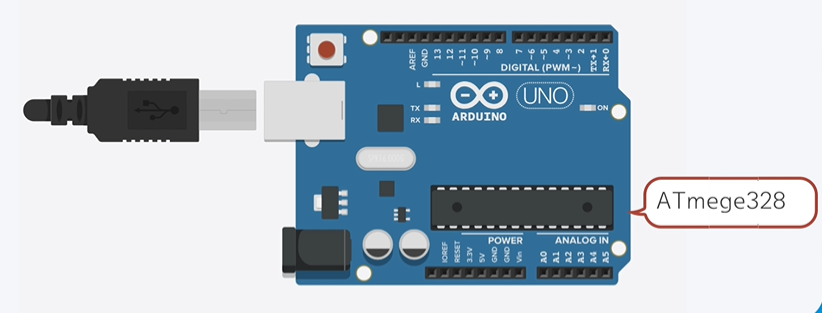 AREF
GND
13
12
~11
~10
~9
8
7
~6
~5
~4
~3
2
TX→1
RX←0
DIGITAL (PWM~)
L
TX
RX
ARDUINO
UNO
ON
ATmege328
POWER
ANALOG IN
IOREF
RESET
3.3V
5V
GND
GND
Vin
A0
A1
A2
A3
A4
A5